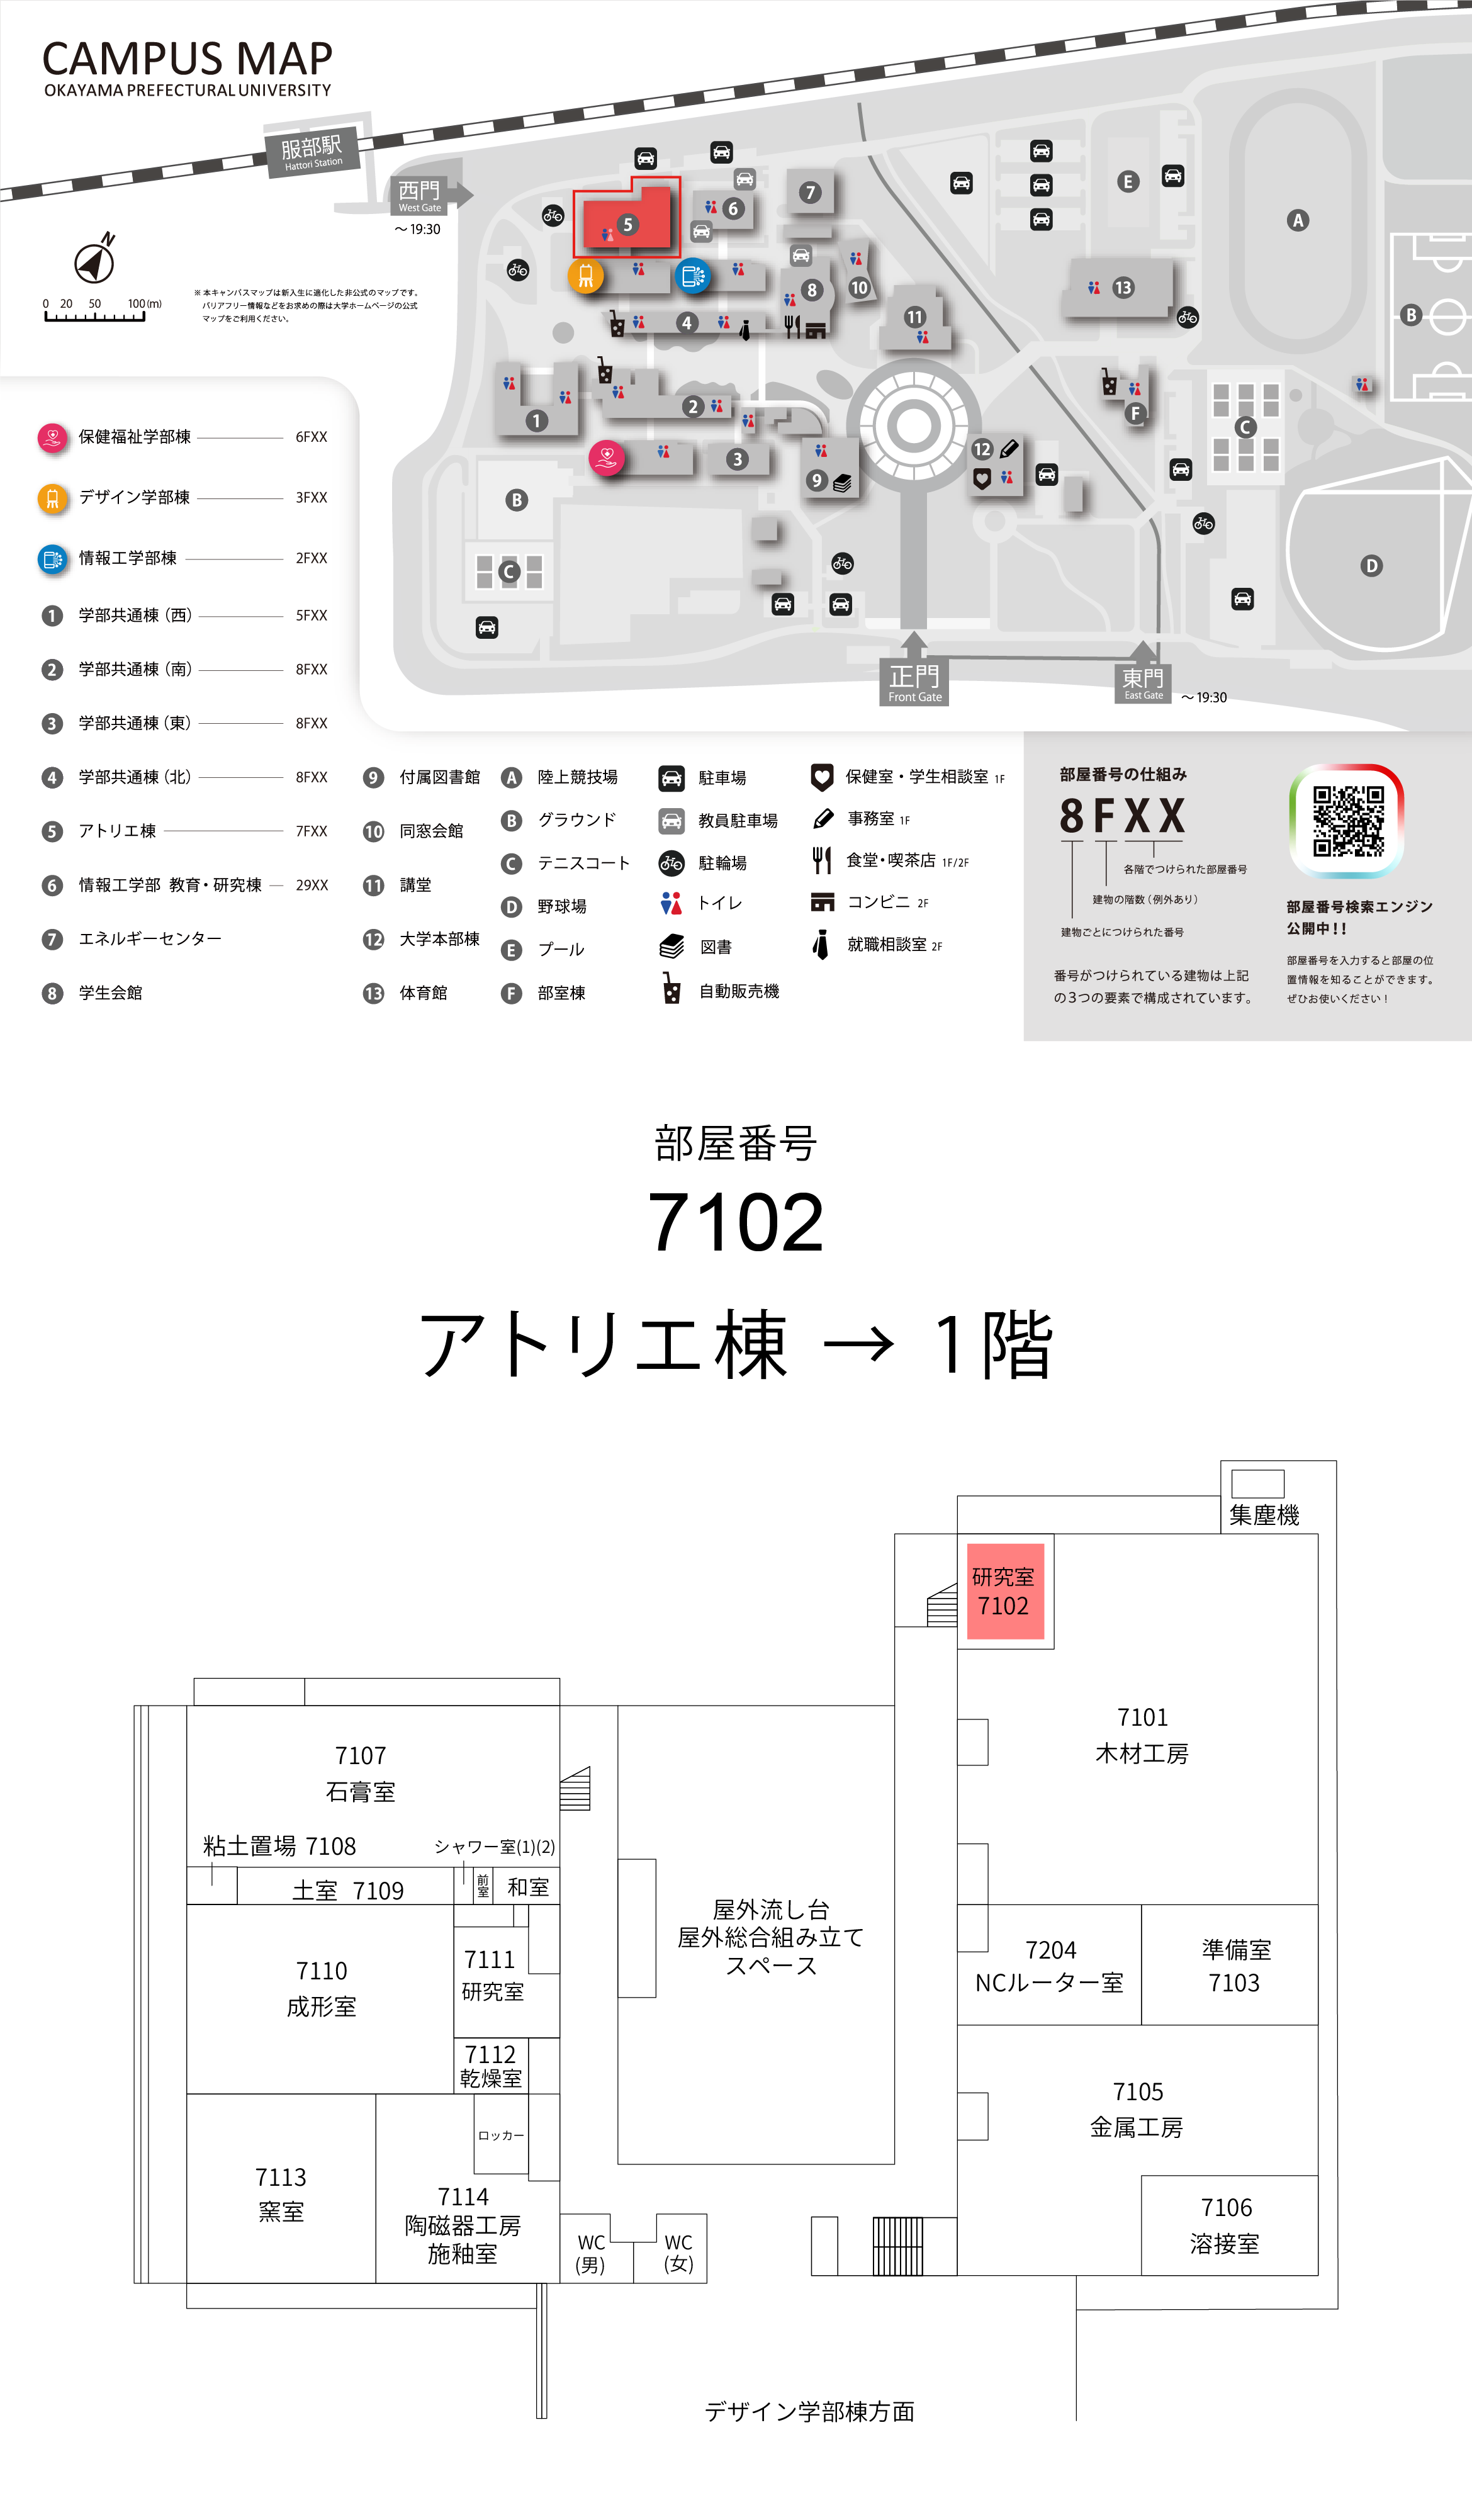 CAMPUS MAP
OKAYAMA PREFECTURAL UNIVERSITY
服部駅
Hattori Station
西門
West Gate
～19:30
N
0 20 50 100(m)
※本キャンパスマップは新入生に適化した非公式のマップです。
バリアフリー情報などをお求めの際は大学ホームページの公式
マップをご利用ください。
5
6
7
8
10
11
4
1
2
3
9
12
13
A
B
C
D
E
F
B
C
正門
Front Gate
東門
East Gate
～19:30
保健福祉学部棟 6FXX
デザイン学部棟 3FXX
情報工学部棟 2FXX
1 学部共通棟（西） 5FXX
2 学部共通棟（南） 8FXX
3 学部共通棟（東） 8FXX
4 学部共通棟（北） 8FXX
5 アトリエ棟 7FXX
6 情報工学部 教育・研究棟 29XX
7 エネルギーセンター
8 学生会館
9 付属図書館
10 同窓会館
11 講堂
12 大学本部棟
13 体育館
A 陸上競技場
B グラウンド
C テニスコート
D 野球場
E プール
F 部室棟
駐車場
教員駐車場
駐輪場
トイレ
図書
自動販売機
保健室・学生相談室 1F
事務室 1F
食堂・喫茶店 1F/2F
コンビニ 2F
就職相談室 2F
部屋番号の仕組み
8FXX
各階でつけられた部屋番号
建物の階数（例外あり）
建物ごとにつけられた番号
番号がつけられている建物は上記
の３つの要素で構成されています。
部屋番号検索エンジン
公開中！！
部屋番号を入力すると部屋の位
置情報を知ることができます。
ぜひお使いください！
部屋番号
7102
アトリエ棟 → 1階
集塵機
研究室
7102
7101
木材工房
7107
石膏室
粘土置場 7108
シャワー室(1)(2)
土室 7109
前室
和室
7110
成形室
7111
研究室
7112
乾燥室
屋外流し台
屋外総合組み立て
スペース
7204
NCルーター室
準備室
7103
7105
金属工房
7106
溶接室
ロッカー
7113
窯室
7114
陶磁器工房
施釉室
WC
(男)
WC
(女)
デザイン学部棟方面